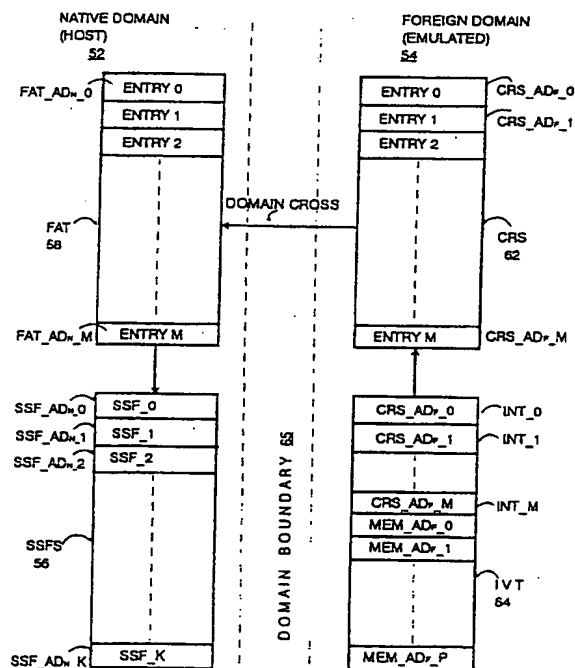 NATIVE DOMAIN
(HOST)
52
FOREIGN DOMAIN
(EMULATED)
54
FAT_ADN_0
ENTRY 0
ENTRY 1
ENTRY 2
FAT
58
FAT_ADN_M
ENTRY M
DOMAIN CROSS
ENTRY 0
CRS_ADF_0
ENTRY 1
CRS_ADF_1
ENTRY 2
CRS
62
ENTRY M
CRS_ADF_M
SSF_ADN_0
SSF_0
SSF_ADN_1
SSF_1
SSF_ADN_2
SSF_2
SSFS
56
SSF_ADN_K
SSF_K
DOMAIN BOUNDARY 65
CRS_ADF_0
INT_0
CRS_ADF_1
INT_1
CRS_ADF_M
INT_M
MEM_ADF_0
MEM_ADF_1
IVT
64
MEM_ADF_P